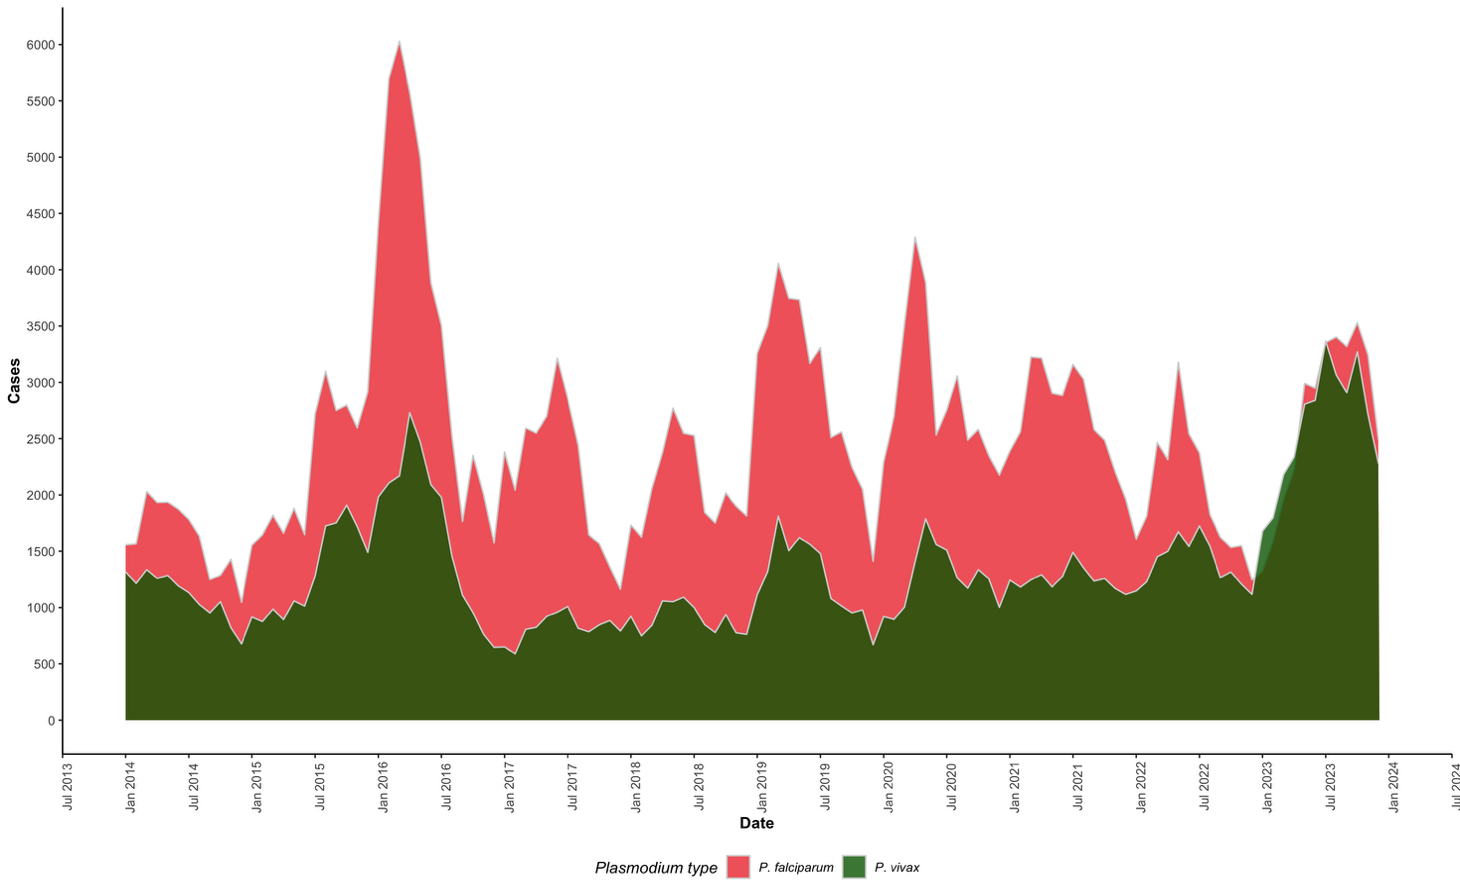 6000
5500
5000
4500
4000
3500
3000
2500
2000
1500
1000
500
0
Cases
Jul 2013
Jan 2014
Jul 2014
Jan 2015
Jul 2015
Jan 2016
Jul 2016
Jan 2017
Jul 2017
Jan 2018
Jul 2018
Jan 2019
Jul 2019
Jan 2020
Jul 2020
Jan 2021
Jul 2021
Jan 2022
Jul 2022
Jan 2023
Jul 2023
Jan 2024
Jul 2024
Date
Plasmodium type P. falciparum P. vivax